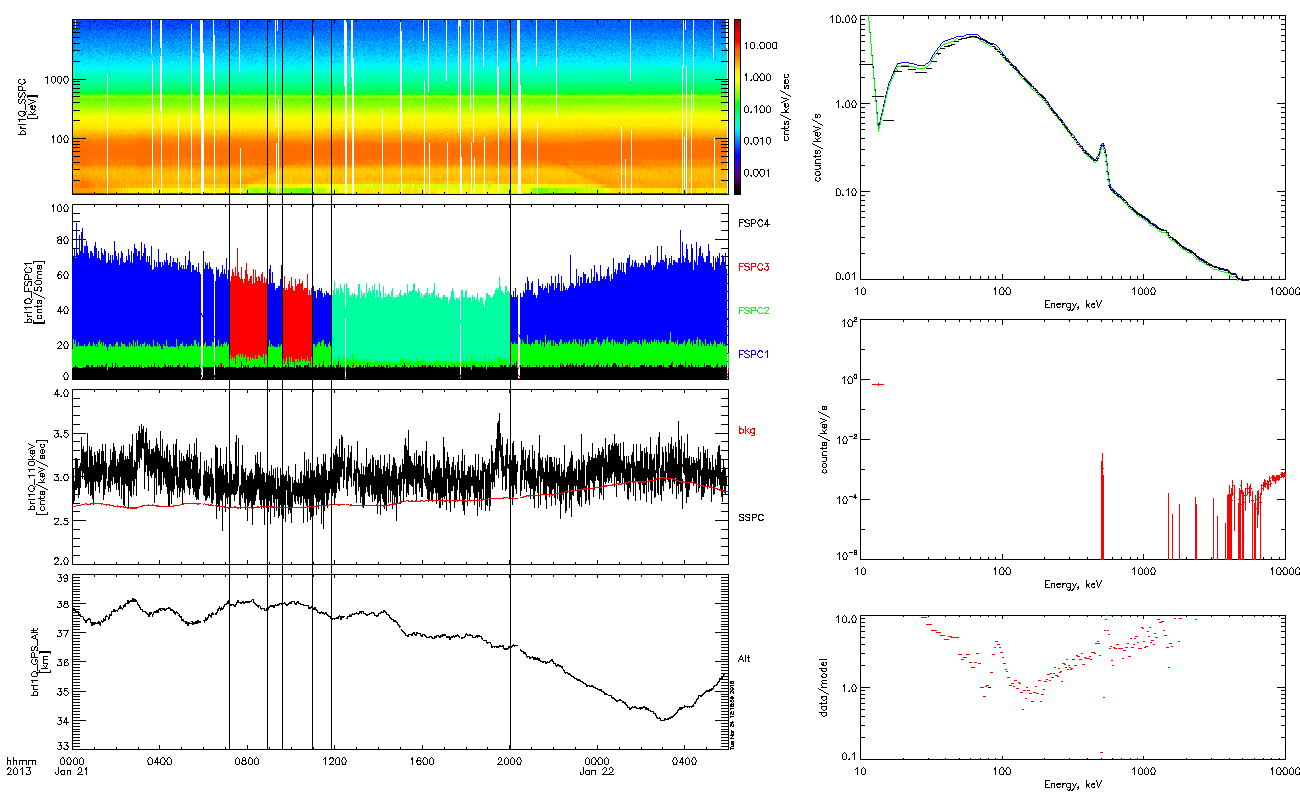 brl1Q_SSPC
[keV]
1000
100
10.000
1.000
0.100
0.010
0.001
cnts/keV/sec
brl1Q_FSPC1
[cnts/50ms]
100
80
60
40
20
0
FSPC4
FSPC3
FSPC2
FSPC1
brl1Q_110keV
[cnts/keV/sec]
4.0
3.5
3.0
2.5
2.0
bkg
SSPC
brl1Q_GPS_Alt
[km]
39
38
37
36
35
34
33
Alt
hhmm
2013
0000
0400
0800
1200
1600
2000
0000
0400
Jan 21
Jan 22
counts/keV/s
10.00
1.00
0.10
0.01
10
100
1000
10000
Energy, keV
counts/keV/s
10²
10⁰
10⁻²
10⁻⁴
10⁻⁶
10
100
1000
10000
Energy, keV
data/model
10.0
1.0
0.1
10
100
1000
10000
Energy, keV